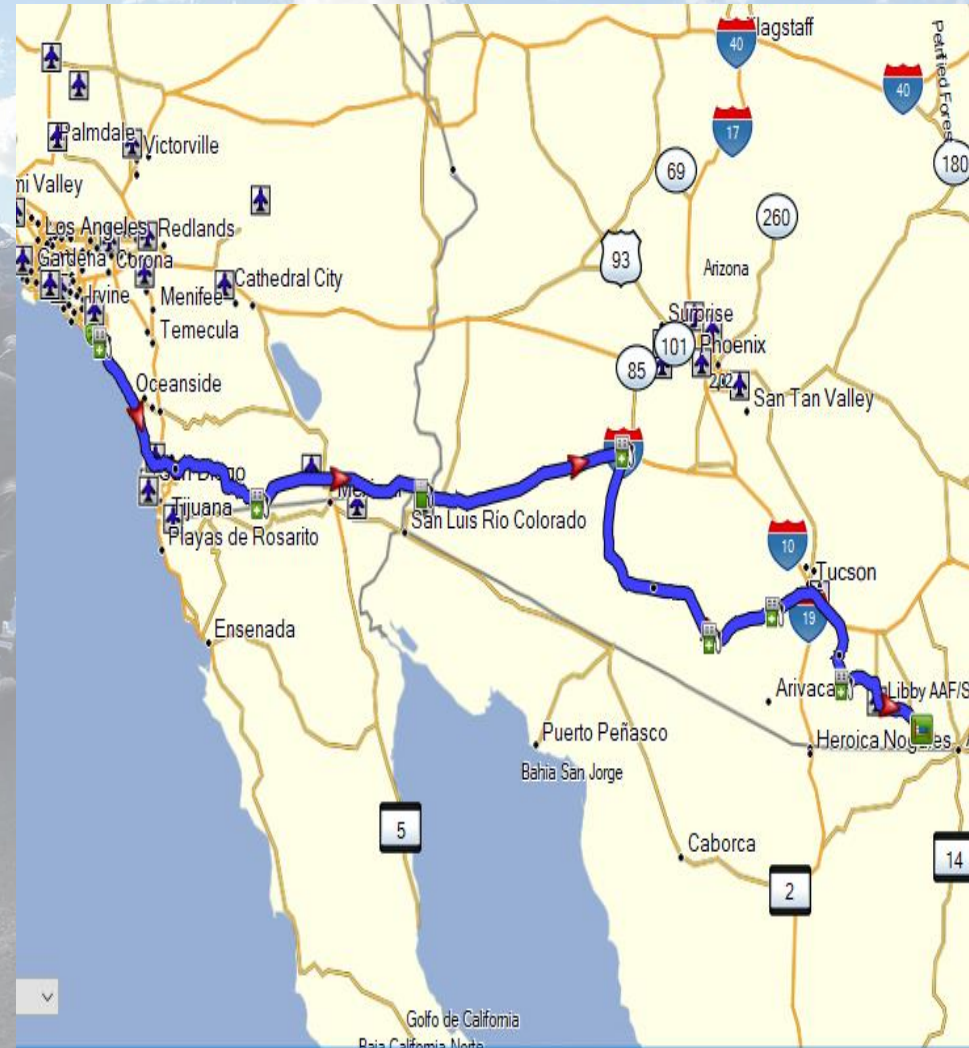 lagstaff
40
Petrified Fores
40
17
Palmdale
Victorville
69
180
mi Valley
260
Los Angeles
Redlands
93
Gardena
Corona
Arizona
Cathedral City
Irvine
Menifee
Surprise
Temecula
101
Phoenix
85
202
Oceanside
San Tan Valley
San Diego
Tijuana
San Luis Río Colorado
Playas de Rosarito
10
Tucson
19
Ensenada
Arivaca
Libby AAF/S
Puerto Peñasco
Heroica Nogales
Bahia San Jorge
5
Caborca
14
2
Golfo de California
Baja California Norte